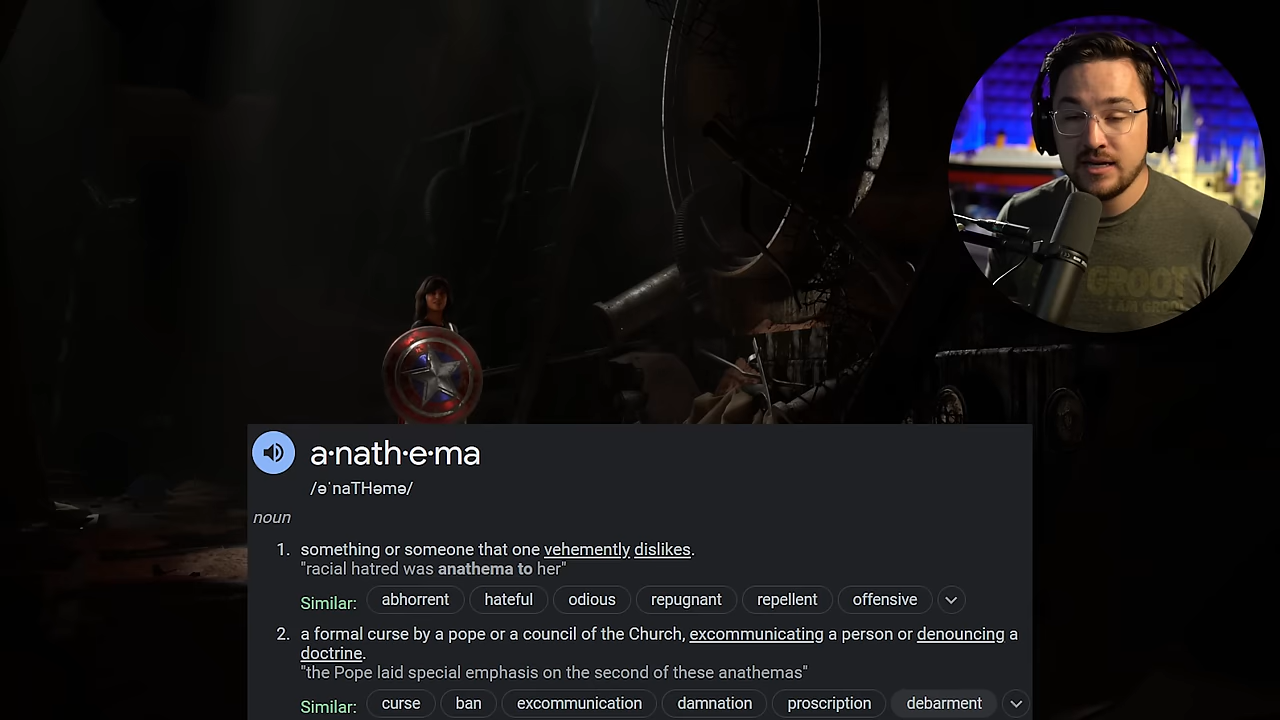 GROOT
I AM GROOT
a·nath·e·ma
/əˈnaTHəmə/
noun
1. something or someone that one vehemently dislikes.
"racial hatred was anathema to her"
Similar: abhorrent hateful odious repugnant repellent offensive
2. a formal curse by a pope or a council of the Church, excommunicating a person or denouncing a
doctrine.
"the Pope laid special emphasis on the second of these anathemas"
Similar: curse ban excommunication damnation proscription debarment